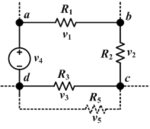 a R₁ b
v₁
+
−
v₄ R₂ v₂
d R₃ c
v₃ R₅
v₅